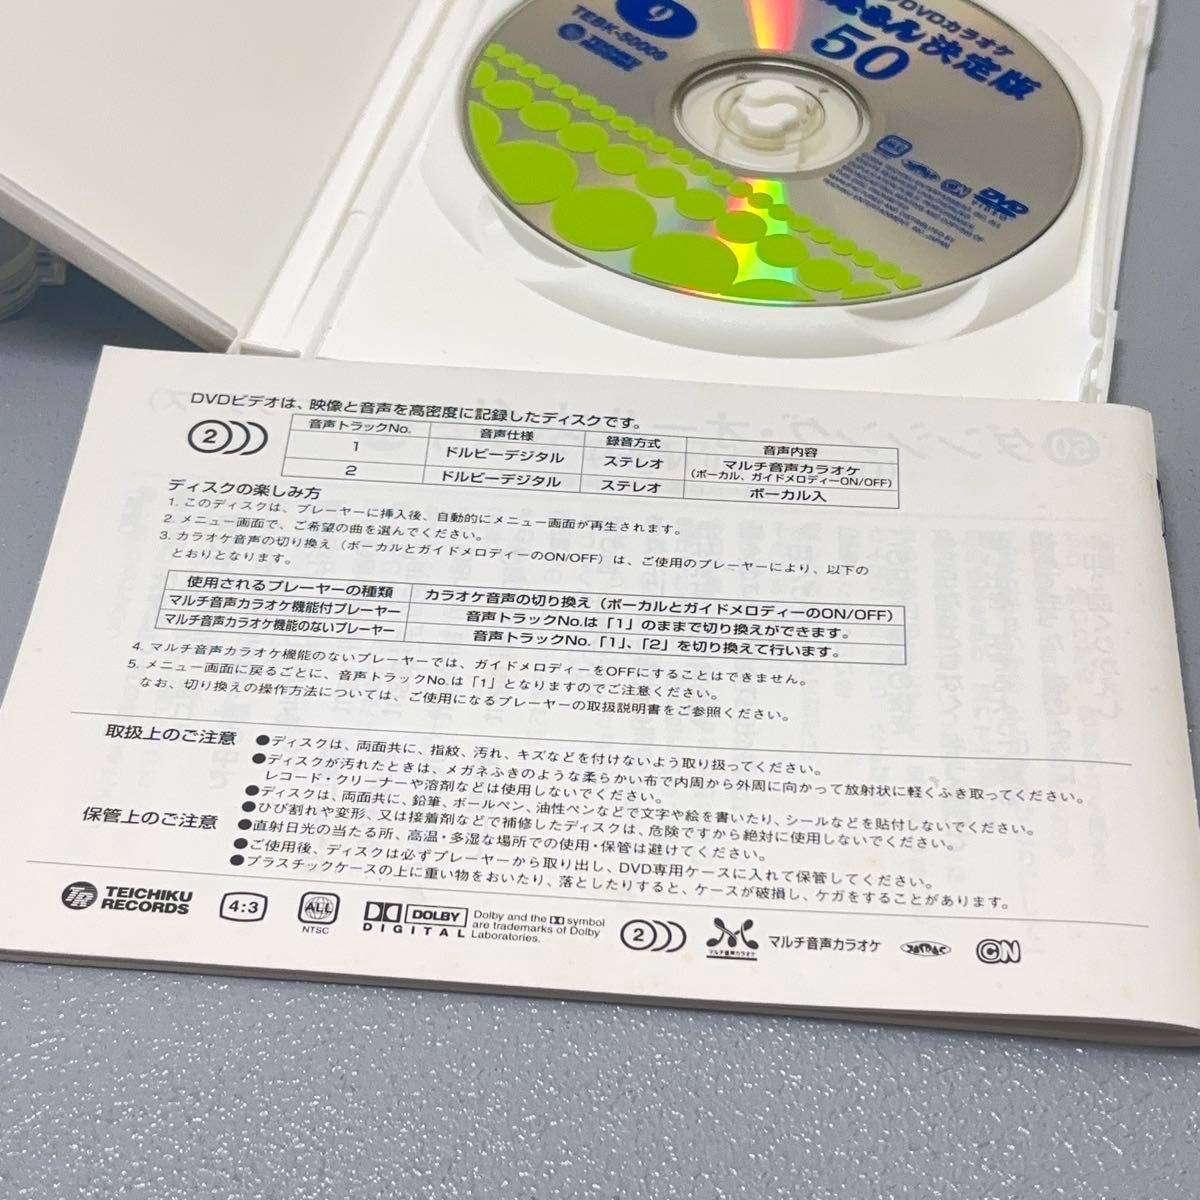 DVDカラオケ
決定版
50
9
TEBK-50009
DVD
DVDビデオは、映像と音声を高密度に記録したディスクです。
2
音声トラックNo. 音声仕様 録音方式 音声内容
1 ドルビーデジタル ステレオ マルチ音声カラオケ
(ボーカル、ガイドメロディーON/OFF)
2 ドルビーデジタル ステレオ ボーカル入
ディスクの楽しみ方
1. このディスクは、プレーヤーに挿入後、自動的にメニュー画面が再生されます。
2. メニュー画面で、ご希望の曲を選んでください。
3. カラオケ音声の切り換え（ボーカルとガイドメロディーのON/OFF）は、ご使用のプレーヤーにより、以下の
とおりとなります。
使用されるプレーヤーの種類 カラオケ音声の切り換え（ボーカルとガイドメロディーのON/OFF）
マルチ音声カラオケ機能付プレーヤー 音声トラックNo.は「1」のままで切り換えができます。
マルチ音声カラオケ機能のないプレーヤー 音声トラックNo.「1」、「2」を切り換えて行います。
4. マルチ音声カラオケ機能のないプレーヤーでは、ガイドメロディーをOFFにすることはできません。
5. メニュー画面に戻るごとに、音声トラックNo.は「1」となりますのでご注意ください。
なお、切り換えの操作方法については、ご使用になるプレーヤーの取扱説明書をご参照ください。
取扱上のご注意
●ディスクは、両面共に、指紋、汚れ、キズなどを付けないよう取り扱ってください。
●ディスクが汚れたときは、メガネふきのような柔らかい布で内周から外周に向かって放射状に軽くふき取ってください。
レコード・クリーナーや溶剤などは使用しないでください。
●ディスクは、両面共に、鉛筆、ボールペン、油性ペンなどで文字や絵を書いたり、シールなどを貼付しないでください。
●ひび割れや変形、又は接着剤などで補修したディスクは、危険ですから絶対に使用しないでください。
保管上のご注意
●直射日光の当たる所、高温・多湿な場所での使用・保管は避けてください。
●ご使用後、ディスクは必ずプレーヤーから取り出し、DVD専用ケースに入れて保管してください。
●プラスチックケースの上に重い物をおいたり、落としたりすると、ケースが破損し、ケガをすることがあります。
TEICHIKU
RECORDS
4:3
ALL
NTSC
DOLBY
DIGITAL
Dolby and the DD symbol
are trademarks of Dolby
Laboratories.
2
マルチ音声カラオケ
マルチ音声カラオケ
JASRAC